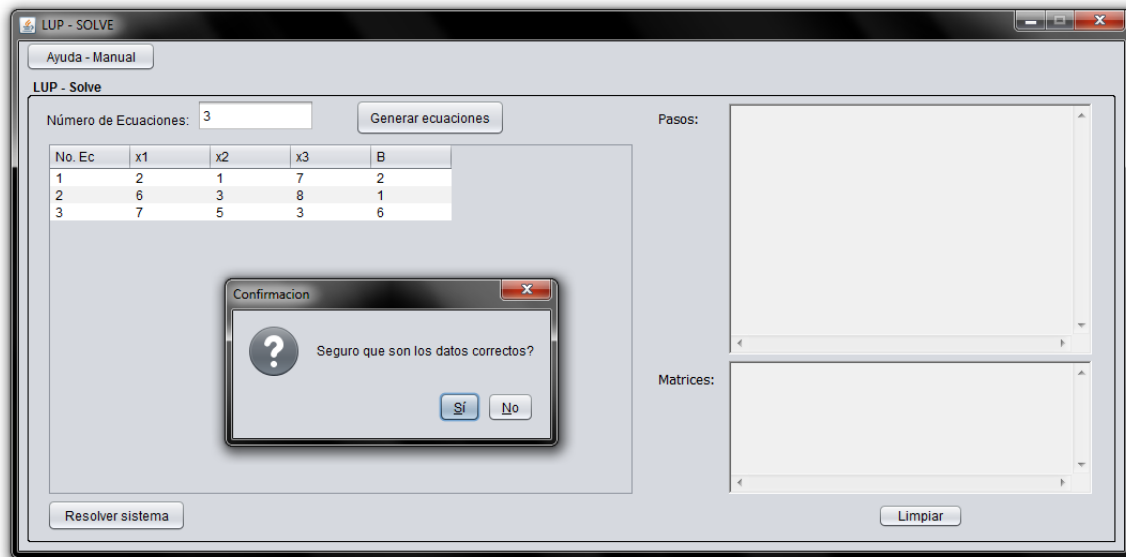 LUP - SOLVE
Ayuda - Manual
LUP - Solve
Número de Ecuaciones: 3 Generar ecuaciones
No. Ec x1 x2 x3 B
1 2 1 7 2
2 6 3 8 1
3 7 5 3 6
Confirmacion
Seguro que son los datos correctos?
Sí No
Resolver sistema
Pasos:
Matrices:
Limpiar